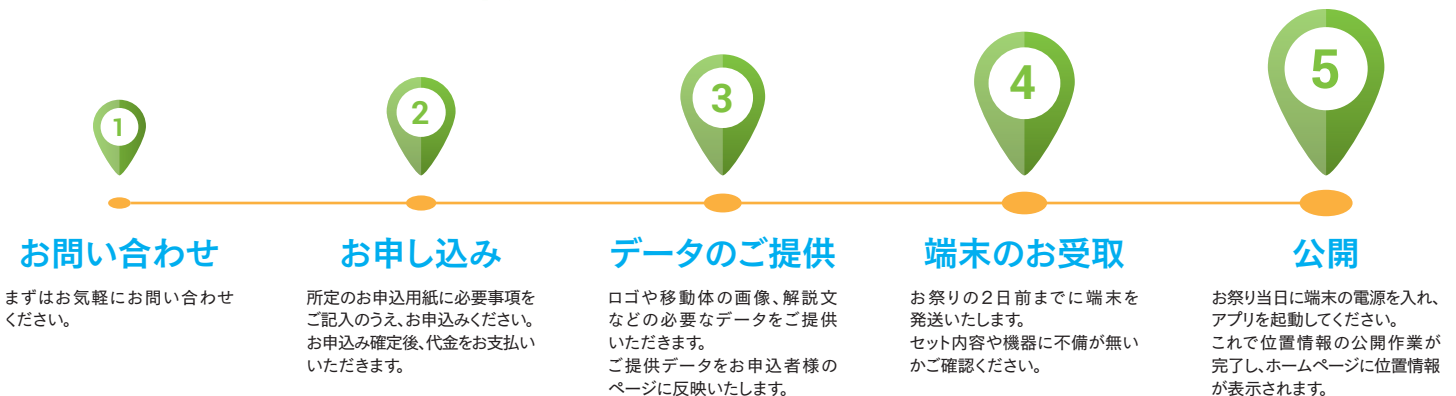 1
2
3
4
5
お問い合わせ
まずはお気軽にお問い合わせ
ください。
お申し込み
所定のお申込用紙に必要事項を
ご記入のうえ、お申込みください。
お申込み確定後、代金をお支払い
いただきます。
データのご提供
ロゴや移動体の画像、解説文
などの必要なデータをご提供
いただきます。
ご提供データをお申込者様の
ページに反映いたします。
端末のお受取
お祭りの2日前までに端末を
発送いたします。
セット内容や機器に不備が無い
かご確認ください。
公開
お祭り当日に端末の電源を入れ、
アプリを起動してください。
これで位置情報の公開作業が
完了し、ホームページに位置情報
が表示されます。